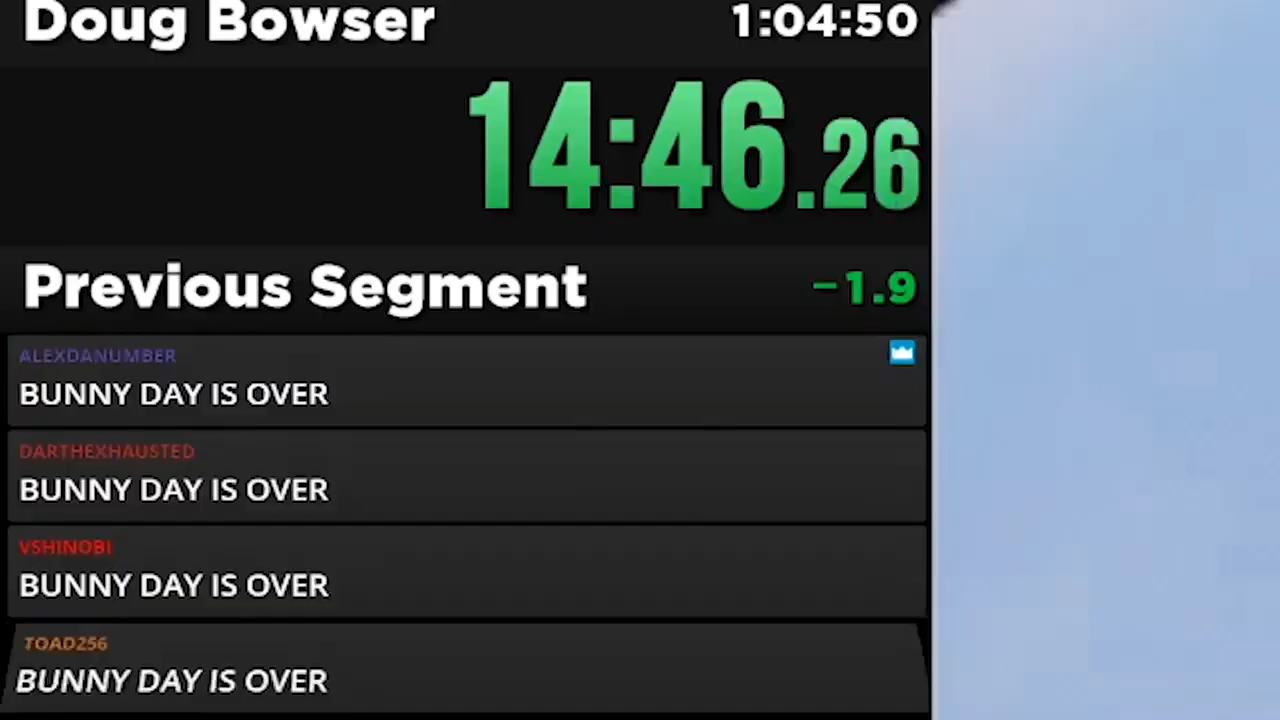 Doug Bowser 1:04:50
14:46.26
Previous Segment −1.9
ALEXDANUMBER
BUNNY DAY IS OVER
DARTHEXHAUSTED
BUNNY DAY IS OVER
VSHINOBI
BUNNY DAY IS OVER
TOAD256
BUNNY DAY IS OVER